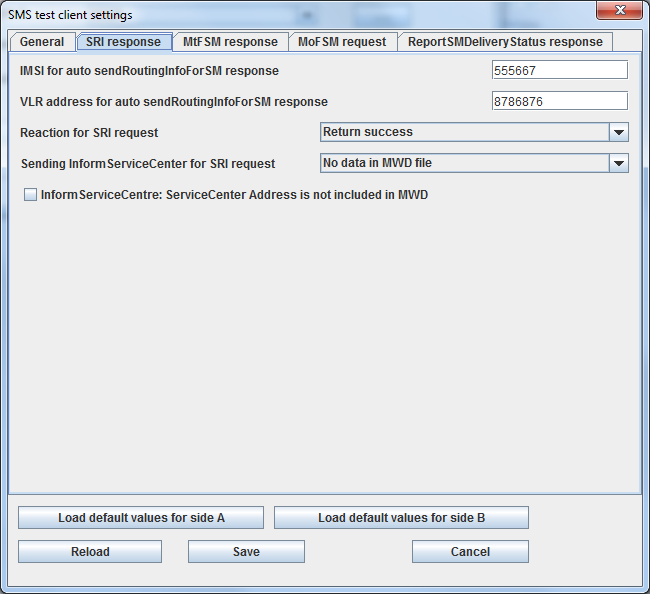 SMS test client settings
General SRI response MtFSM response MoFSM request ReportSMDeliveryStatus response
IMSI for auto sendRoutingInfoForSM response 555667
VLR address for auto sendRoutingInfoForSM response 8786876
Reaction for SRI request Return success
Sending InformServiceCenter for SRI request No data in MWD file
InformServiceCentre: ServiceCenter Address is not included in MWD
Load default values for side A Load default values for side B
Reload Save Cancel